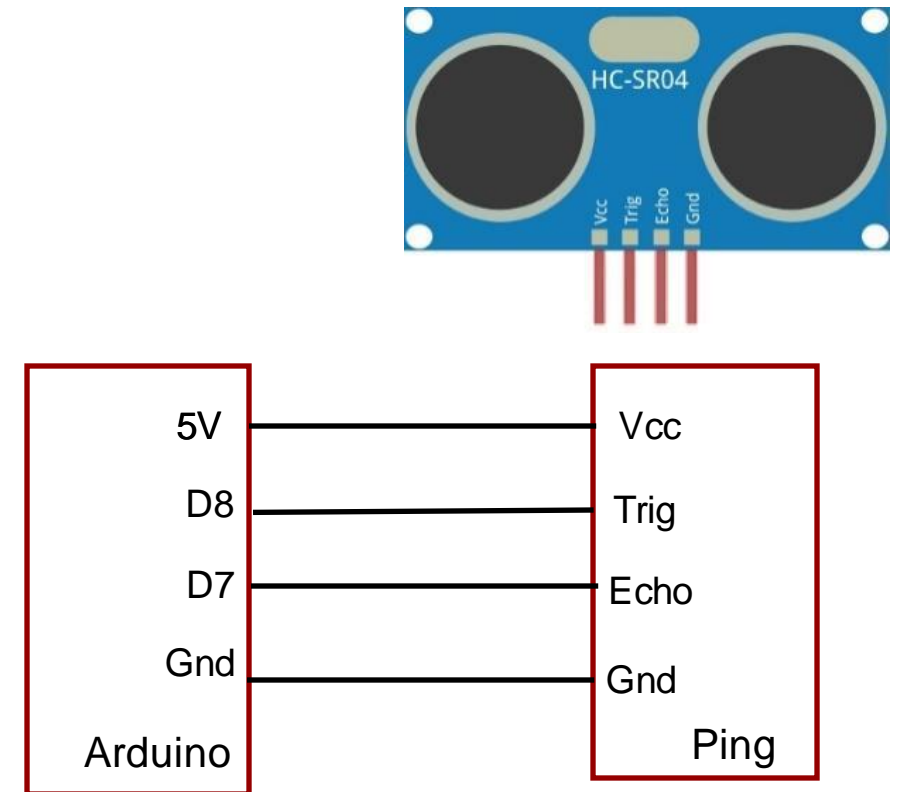 HC-SR04
Vcc
Trig
Echo
Gnd
5V
Vcc
D8
Trig
D7
Echo
Gnd
Gnd
Arduino
Ping